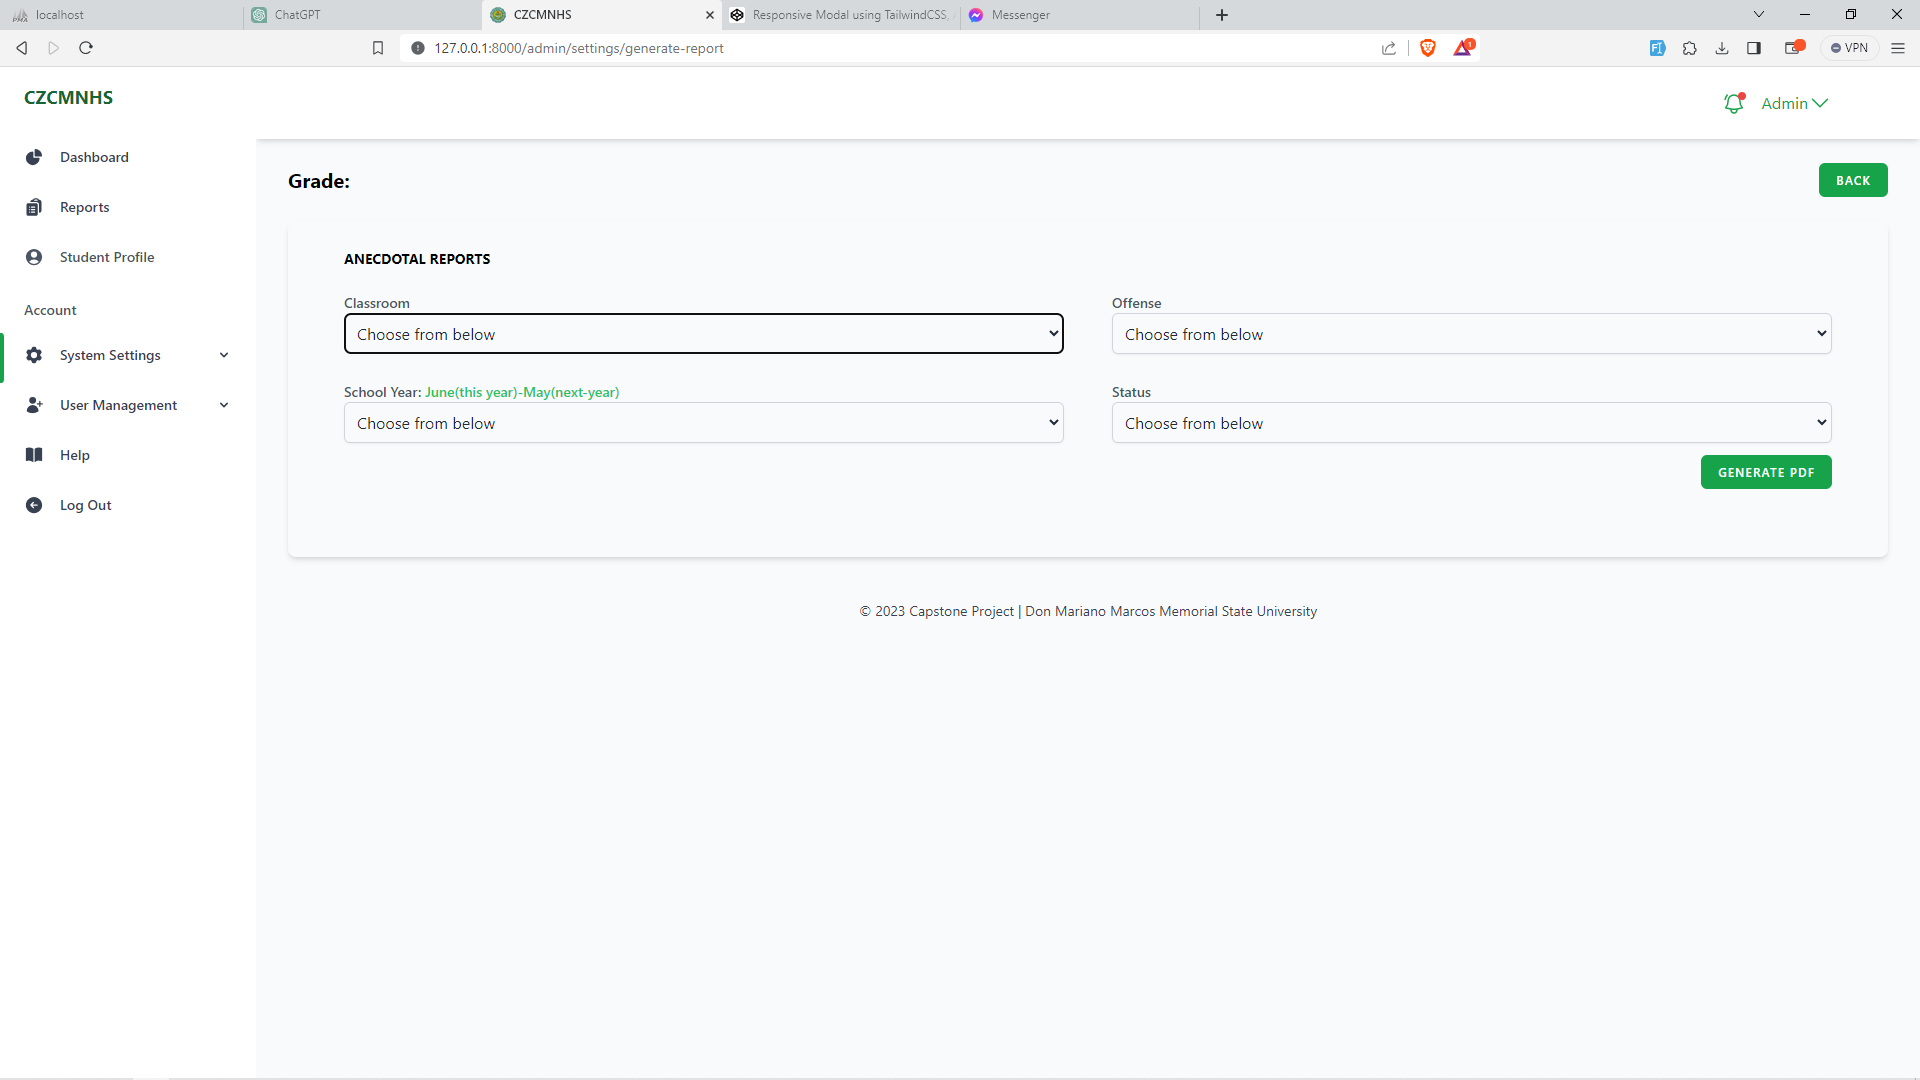 localhost
ChatGPT
CZCMNHS
Responsive Modal using TailwindCSS,
Messenger
127.0.0.1:8000/admin/settings/generate-report
1
VPN
CZCMNHS
Admin
Dashboard
Reports
Student Profile
Account
System Settings
User Management
Help
Log Out
Grade:
BACK
ANECDOTAL REPORTS
Classroom
Choose from below
Offense
Choose from below
School Year: June(this year)-May(next-year)
Choose from below
Status
Choose from below
GENERATE PDF
© 2023 Capstone Project | Don Mariano Marcos Memorial State University